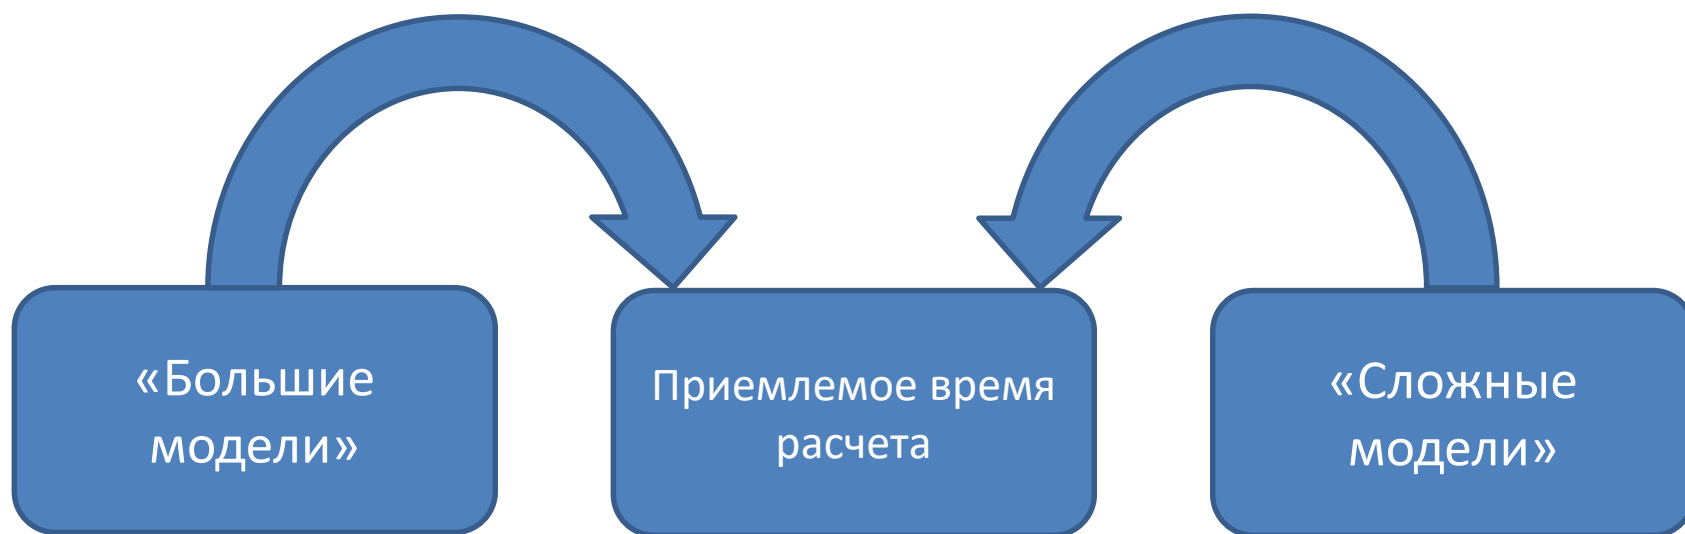 «Большие
модели»
Приемлемое время
расчета
«Сложные
модели»